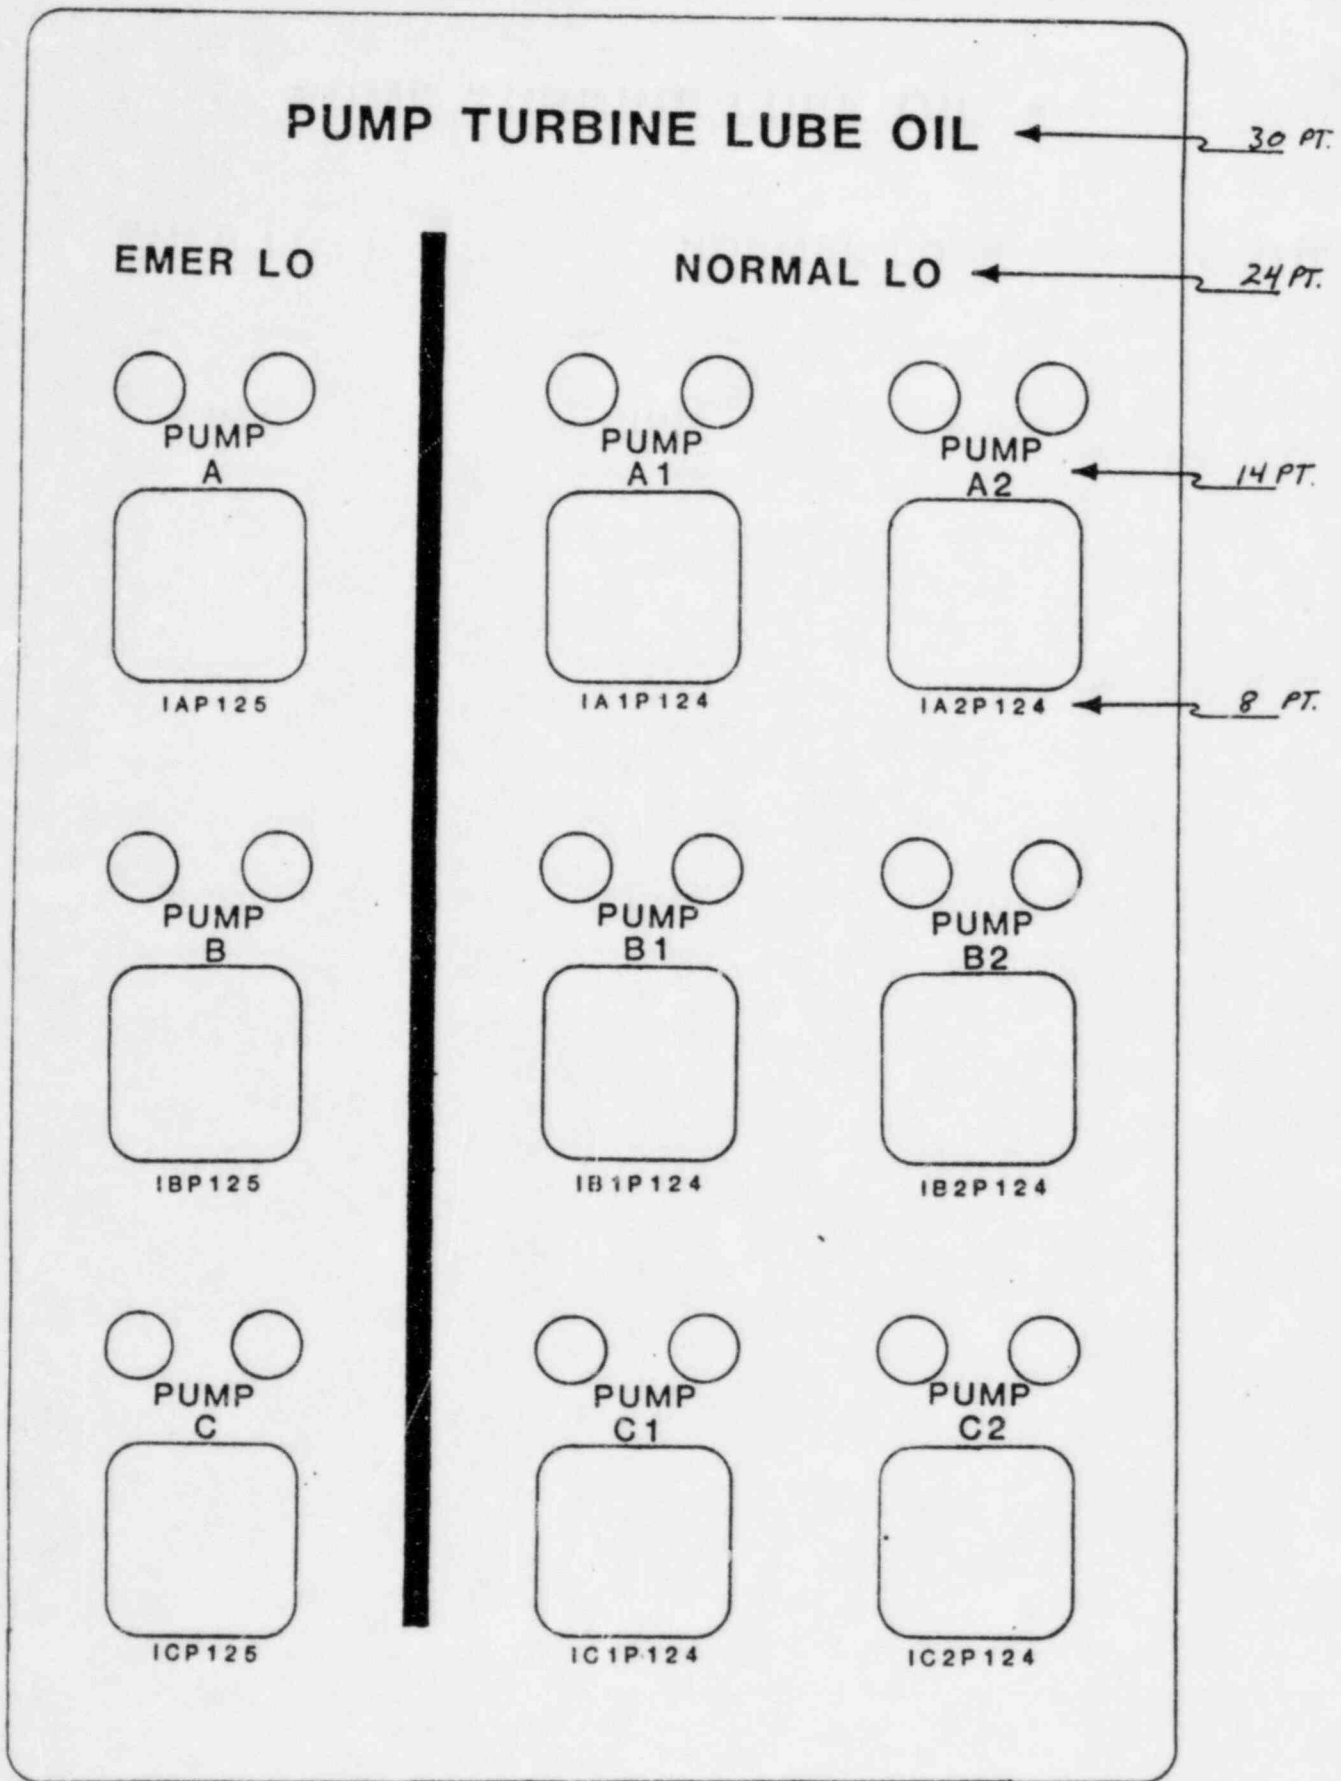 PUMP TURBINE LUBE OIL
30 PT.
EMER LO
NORMAL LO
24 PT.
PUMP
A
PUMP
A1
PUMP
A2
14 PT.
IAP125
IA1P124
IA2P124
8 PT.
PUMP
B
PUMP
B1
PUMP
B2
IBP125
IB1P124
IB2P124
PUMP
C
PUMP
C1
PUMP
C2
ICP125
IC1P124
IC2P124